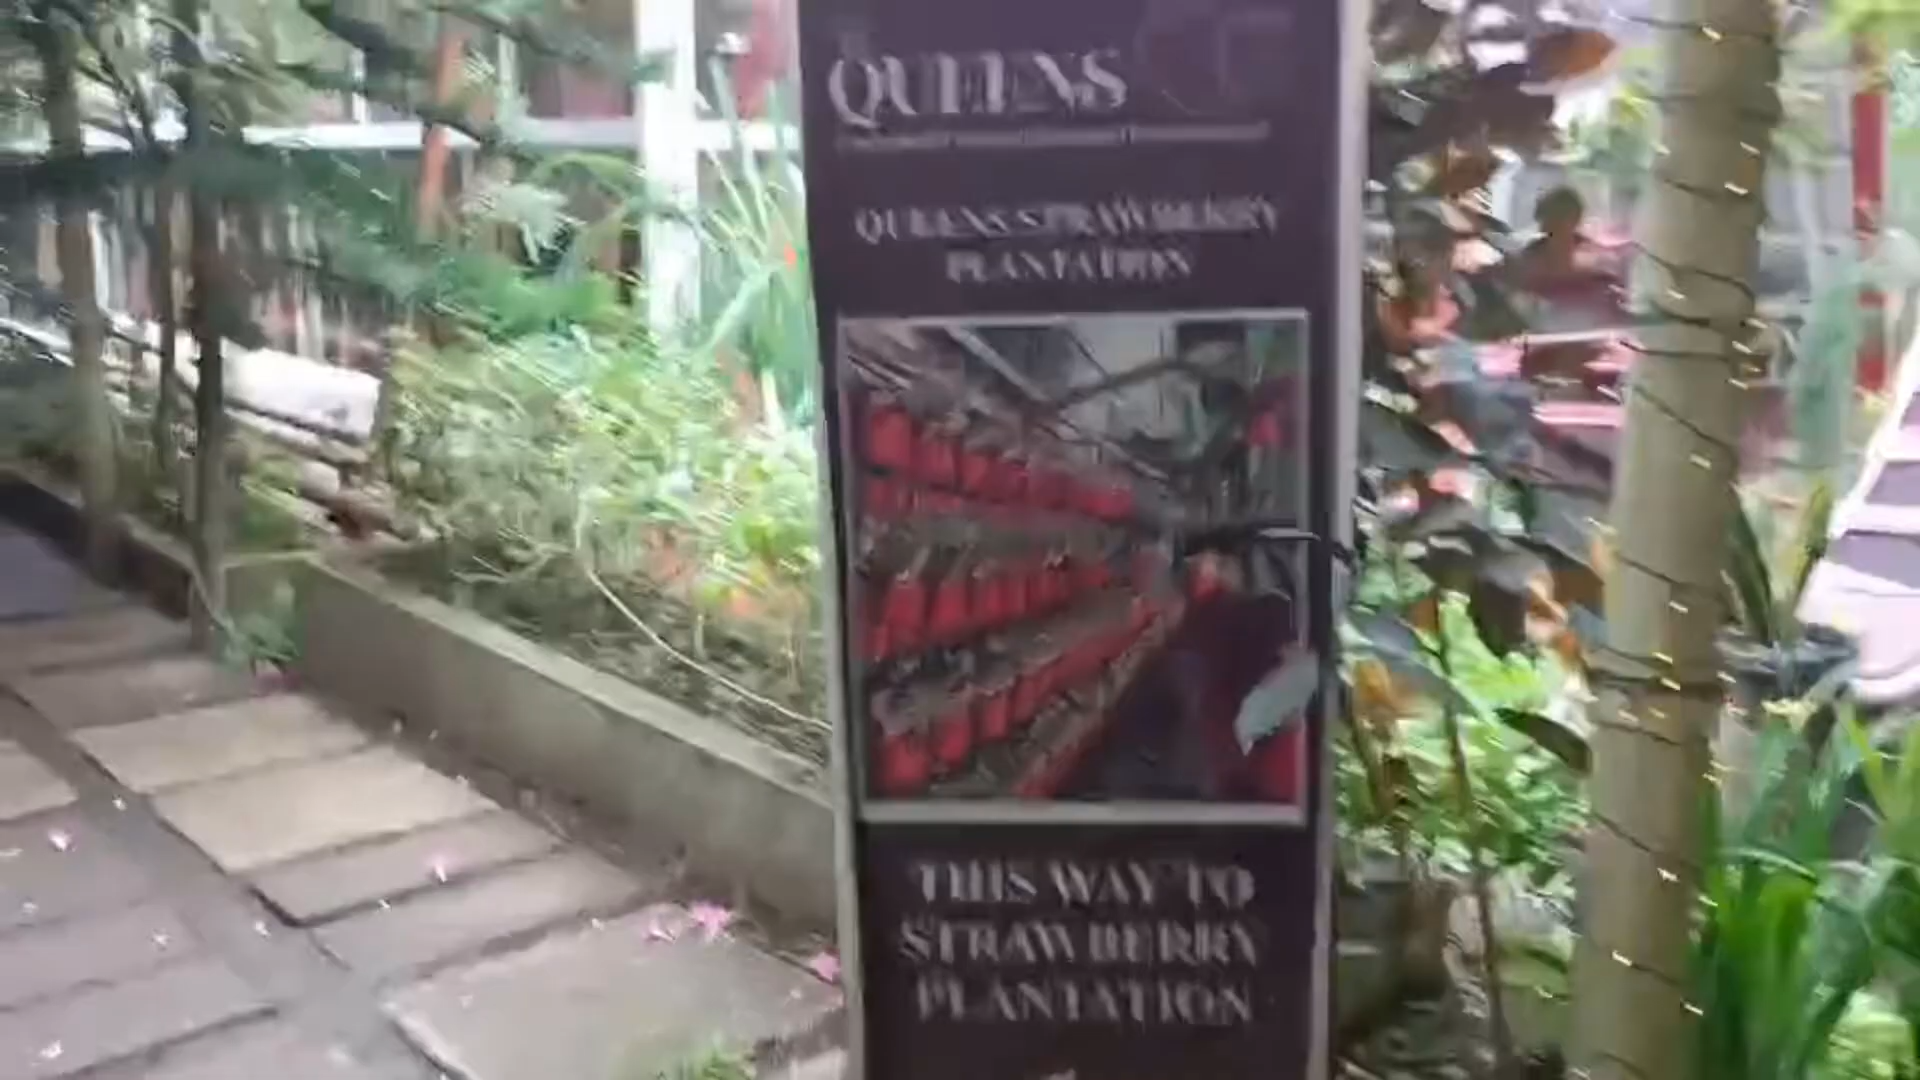 QUEENS
QUEENS STRAWBERRY
PLANTATION
THIS WAY TO
STRAWBERRY
PLANTATION